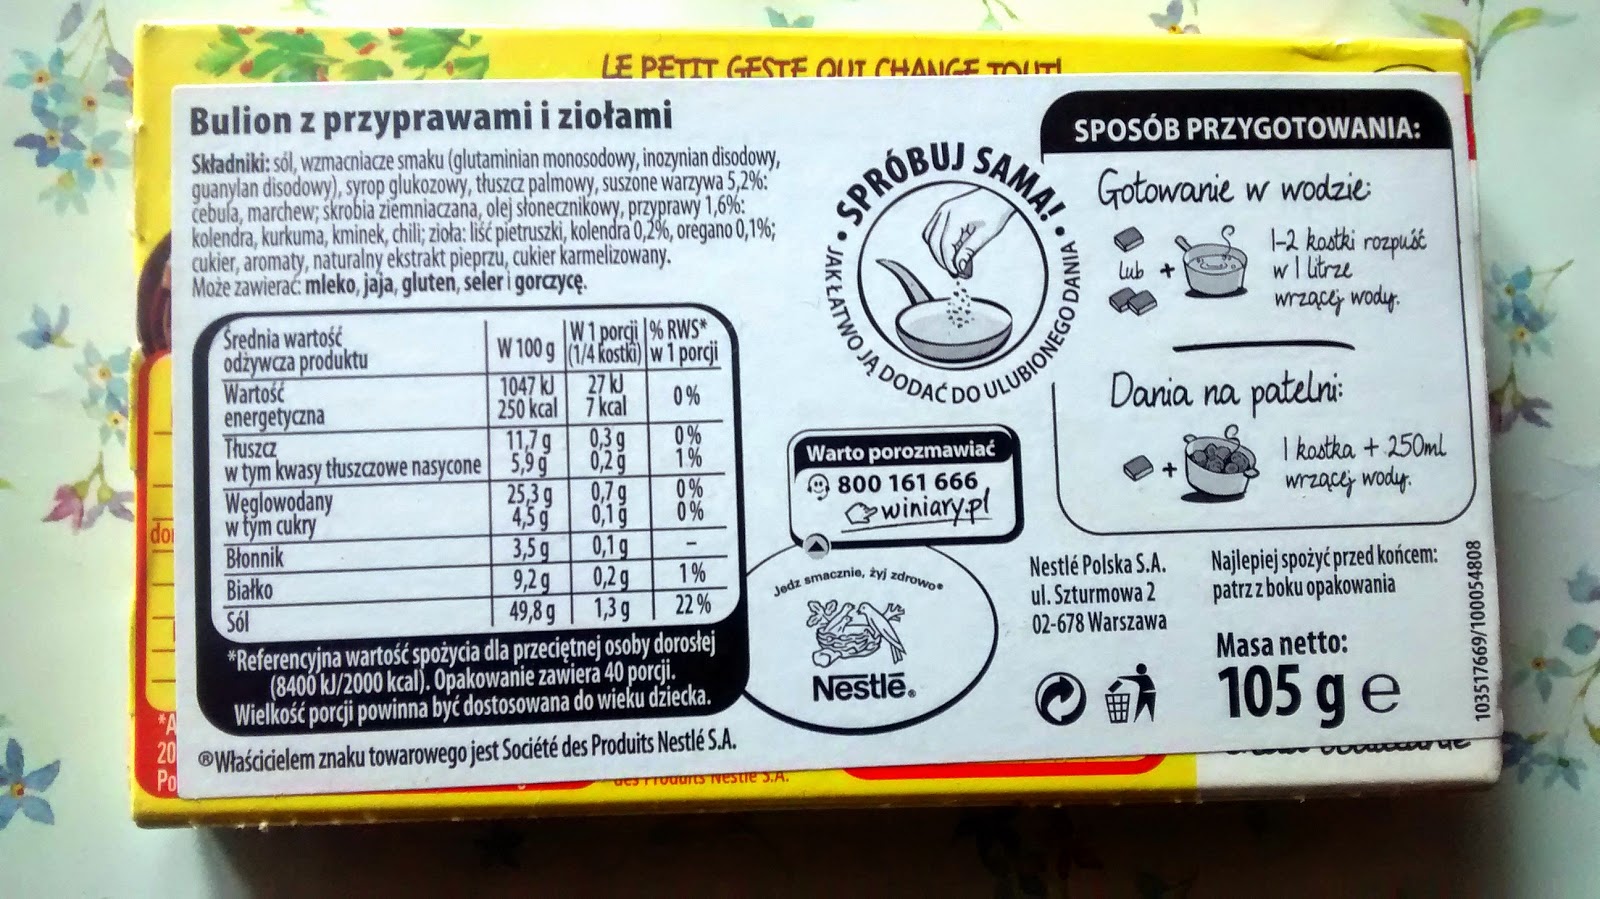 LE PETIT GESTE QUI CHANGE TOUT!
Bulion z przyprawami i ziołami
Składniki: sól, wzmacniacze smaku (glutaminian monosodowy, inozynian disodowy,
guanylan disodowy), syrop glukozowy, tłuszcz palmowy, suszone warzywa 5,2%:
cebula, marchew; skrobia ziemniaczana, olej słonecznikowy, przyprawy 1,6%:
kolendra, kurkuma, kminek, chili; zioła: liść pietruszki, kolendra 0,2%, oregano 0,1%;
cukier, aromaty, naturalny ekstrakt pieprzu, cukier karmelizowany.
Może zawierać: mleko, jaja, gluten, seler i gorczycę.
Średnia wartość odżywcza produktu W 100 g W 1 porcji (1/4 kostki) % RWS* w 1 porcji
Wartość energetyczna 1047 kJ 250 kcal 27 kJ 7 kcal 0%
Tłuszcz 11,7 g 0,3 g 0%
w tym kwasy tłuszczowe nasycone 5,9 g 0,2 g 1%
Węglowodany 25,3 g 0,7 g 0%
w tym cukry 4,5 g 0,1 g 0%
Błonnik 3,5 g 0,1 g –
Białko 9,2 g 0,2 g 1%
Sól 49,8 g 1,3 g 22%
*Referencyjna wartość spożycia dla przeciętnej osoby dorosłej
(8400 kJ/2000 kcal). Opakowanie zawiera 40 porcji.
Wielkość porcji powinna być dostosowana do wieku dziecka.
®Właścicielem znaku towarowego jest Société des Produits Nestlé S.A.
• SPRÓBUJ SAMA! •
JAK ŁATWO JĄ DODAĆ DO ULUBIONEGO DANIA
Warto porozmawiać
800 161 666
winiary.pl
Jedz smacznie, żyj zdrowo®
Nestlé®
SPOSÓB PRZYGOTOWANIA:
Gotowanie w wodzie:
lub +
1-2 kostki rozpuść
w 1 litrze
wrzącej wody.
Dania na patelni:
+
1 kostka + 250ml
wrzącej wody.
Nestlé Polska S.A.
ul. Szturmowa 2
02-678 Warszawa
Najlepiej spożyć przed końcem:
patrz z boku opakowania
Masa netto:
105 g e
103517669/100054808
don
*A
20
Po
des Produits Nestlé S.A.